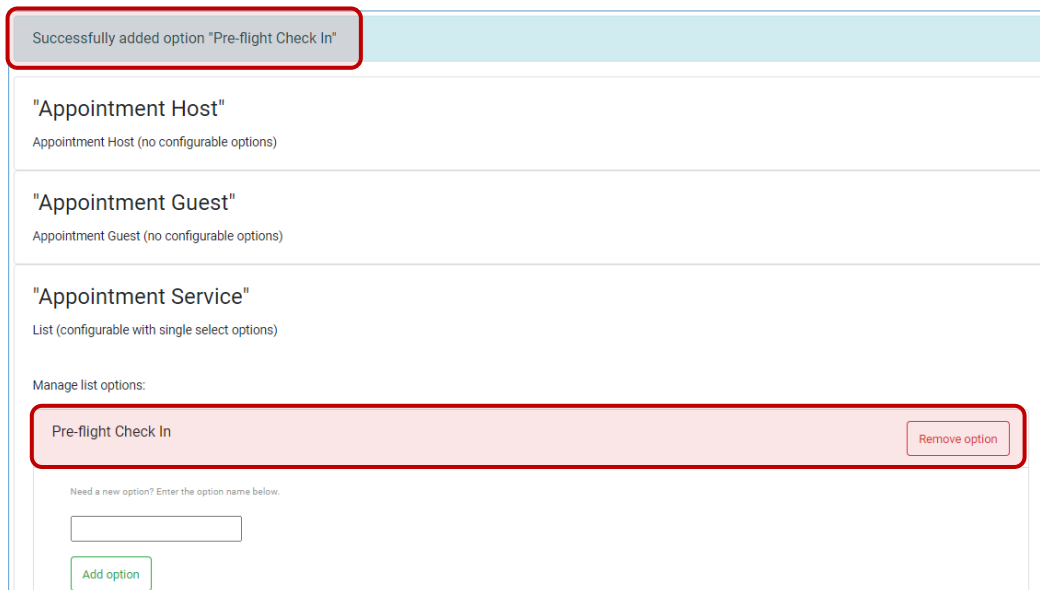 Successfully added option "Pre-flight Check In"
"Appointment Host"
Appointment Host (no configurable options)
"Appointment Guest"
Appointment Guest (no configurable options)
"Appointment Service"
List (configurable with single select options)
Manage list options:
Pre-flight Check In
Remove option
Need a new option? Enter the option name below.
Add option